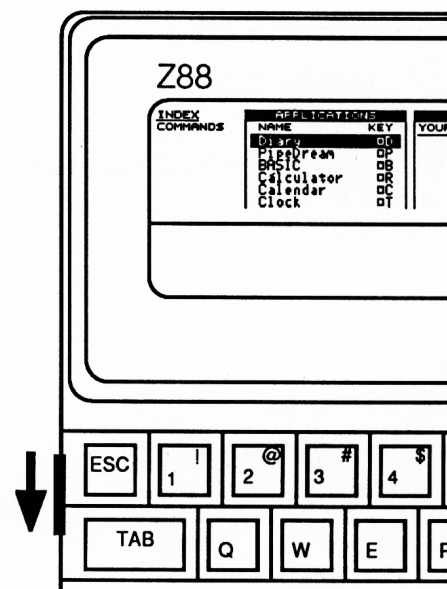 Z88
INDEX
COMMANDS
APPLICATIONS
NAME KEY
Diary □D
PipeDream □P
BASIC □B
Calculator □R
Calendar □C
Clock □T
YOUR
ESC
! 1
@ 2
# 3
$ 4
TAB
Q
W
E